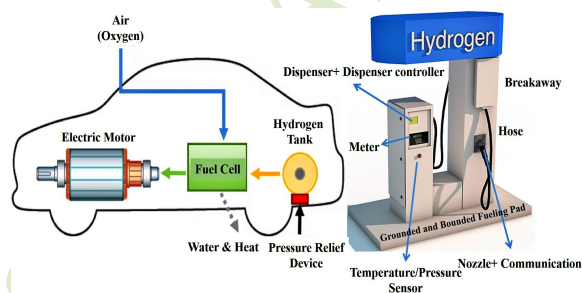 Air
(Oxygen)
Electric Motor
Fuel Cell
Hydrogen
Tank
Water & Heat
Pressure Relief
Device
Hydrogen
Dispenser+ Dispenser controller
Breakaway
Meter
Hose
Grounded and Bounded Fueling Pad
Temperature/Pressure
Sensor
Nozzle+ Communication